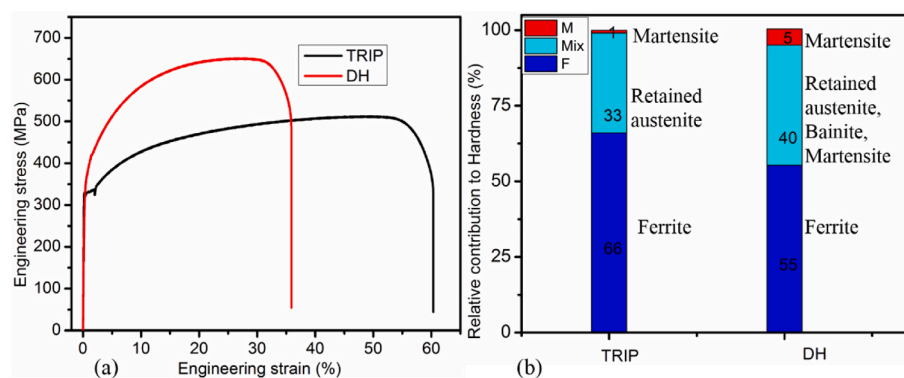 700
600
500
400
300
200
100
0
Engineering stress (MPa)
TRIP
DH
0
10
20
30
40
50
60
(a)
Engineering strain (%)
100
75
50
25
0
Relative contribution to Hardness (%)
M
Mix
F
1
Martensite
33
Retained
austenite
66
Ferrite
5
Martensite
40
Retained
austenite,
Bainite,
Martensite
55
Ferrite
TRIP
DH
(b)